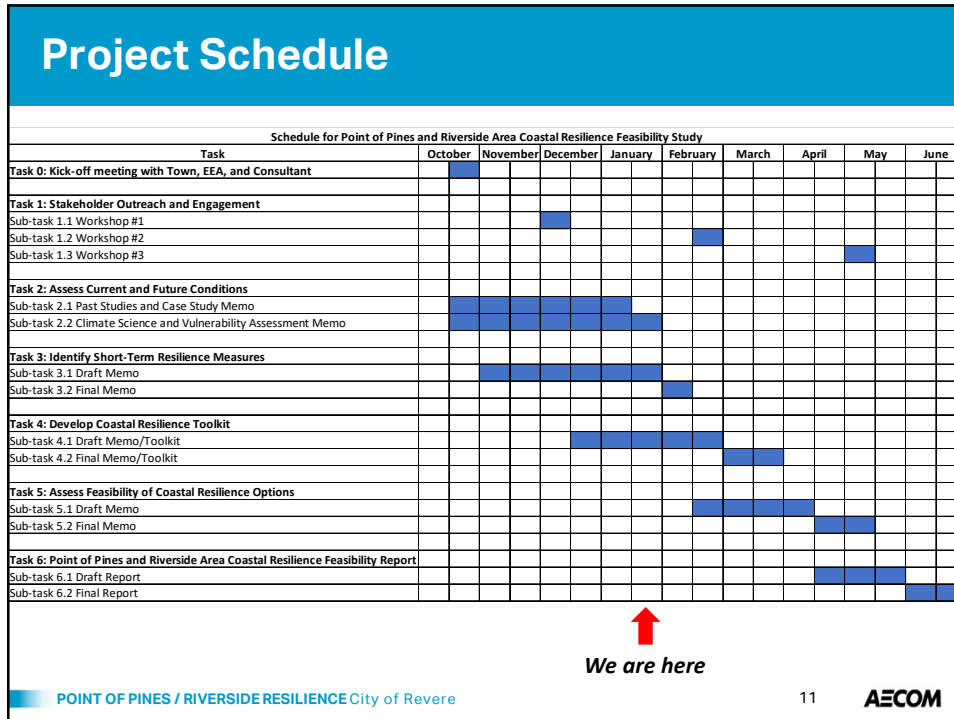 Project Schedule
Schedule for Point of Pines and Riverside Area Coastal Resilience Feasibility Study
Task October November December January February March April May June
Task 0: Kick-off meeting with Town, EEA, and Consultant
Task 1: Stakeholder Outreach and Engagement
Sub-task 1.1 Workshop #1
Sub-task 1.2 Workshop #2
Sub-task 1.3 Workshop #3
Task 2: Assess Current and Future Conditions
Sub-task 2.1 Past Studies and Case Study Memo
Sub-task 2.2 Climate Science and Vulnerability Assessment Memo
Task 3: Identify Short-Term Resilience Measures
Sub-task 3.1 Draft Memo
Sub-task 3.2 Final Memo
Task 4: Develop Coastal Resilience Toolkit
Sub-task 4.1 Draft Memo/Toolkit
Sub-task 4.2 Final Memo/Toolkit
Task 5: Assess Feasibility of Coastal Resilience Options
Sub-task 5.1 Draft Memo
Sub-task 5.2 Final Memo
Task 6: Point of Pines and Riverside Area Coastal Resilience Feasibility Report
Sub-task 6.1 Draft Report
Sub-task 6.2 Final Report
We are here
POINT OF PINES / RIVERSIDE RESILIENCE City of Revere 11 AECOM